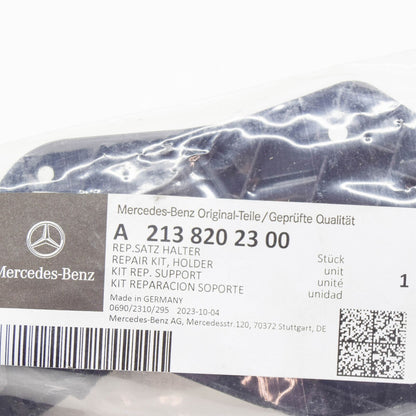 Mercedes-Benz Original-Teile/Geprüfte Qualität
A 213 820 23 00
REP.SATZ HALTER
REPAIR KIT, HOLDER
KIT REP. SUPPORT
KIT REPARACION SOPORTE
Stück
unit
unité
unidad
1
Made in GERMANY
0690/2310/295 2023-10-04
Mercedes-Benz AG, Mercedesstr.120, 70372 Stuttgart, DE
Mercedes-Benz